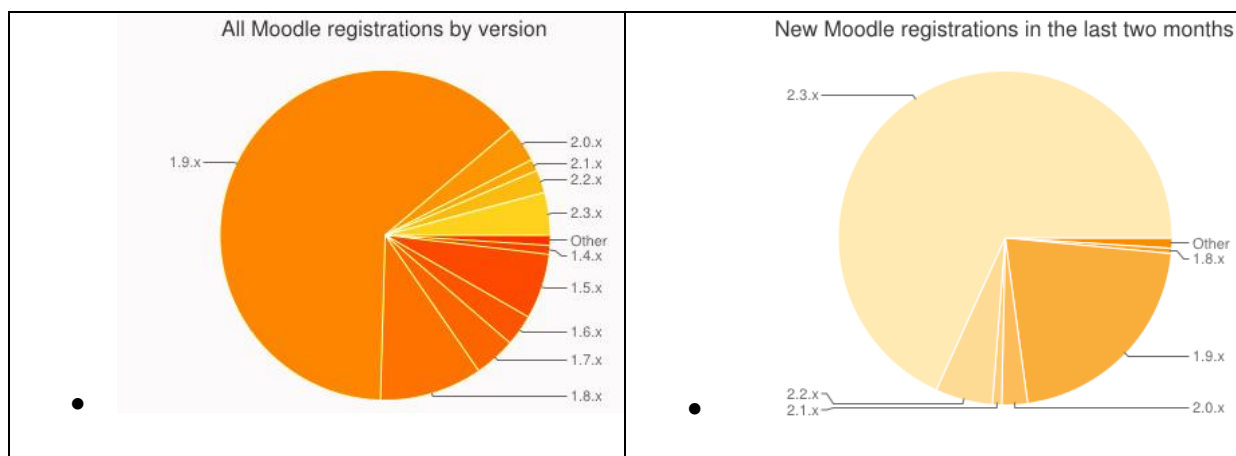 All Moodle registrations by version
1.9.x
2.0.x
2.1.x
2.2.x
2.3.x
Other
1.4.x
1.5.x
1.6.x
1.7.x
1.8.x
New Moodle registrations in the last two months
2.3.x
Other
1.8.x
1.9.x
2.2.x
2.1.x
2.0.x